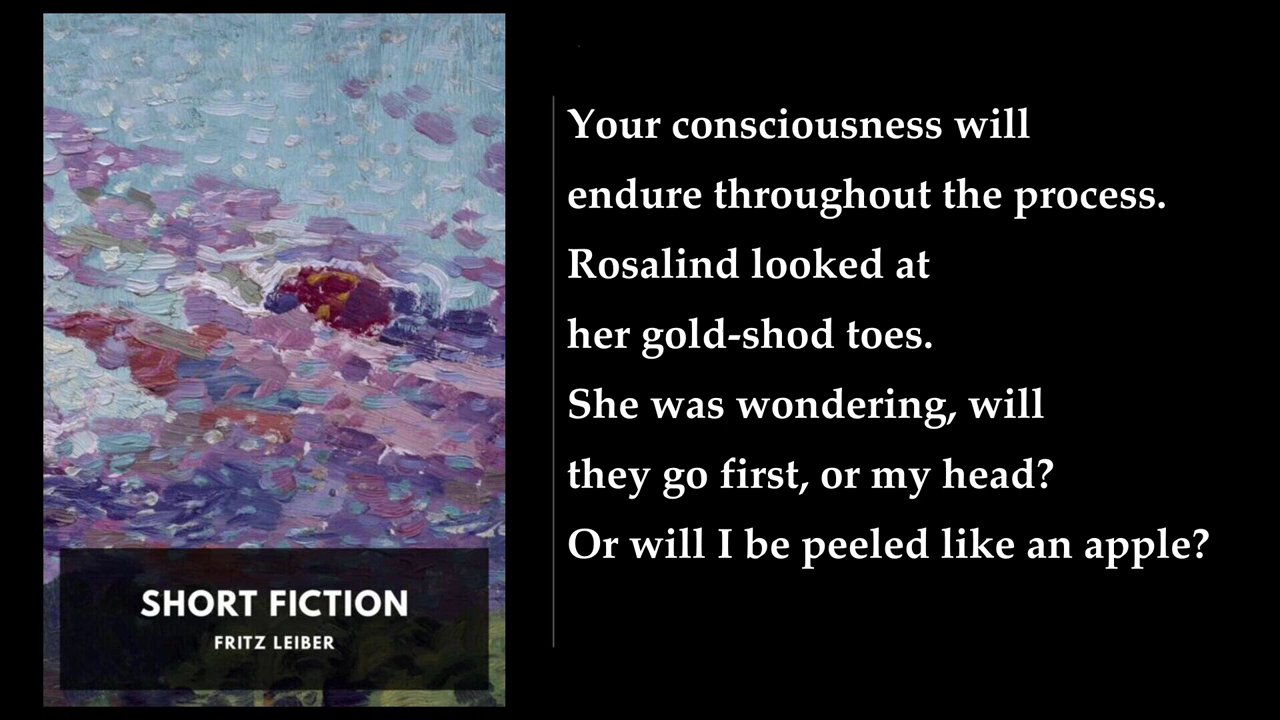 SHORT FICTION
FRITZ LEIBER
Your consciousness will
endure throughout the process.
Rosalind looked at
her gold-shod toes.
She was wondering, will
they go first, or my head?
Or will I be peeled like an apple?